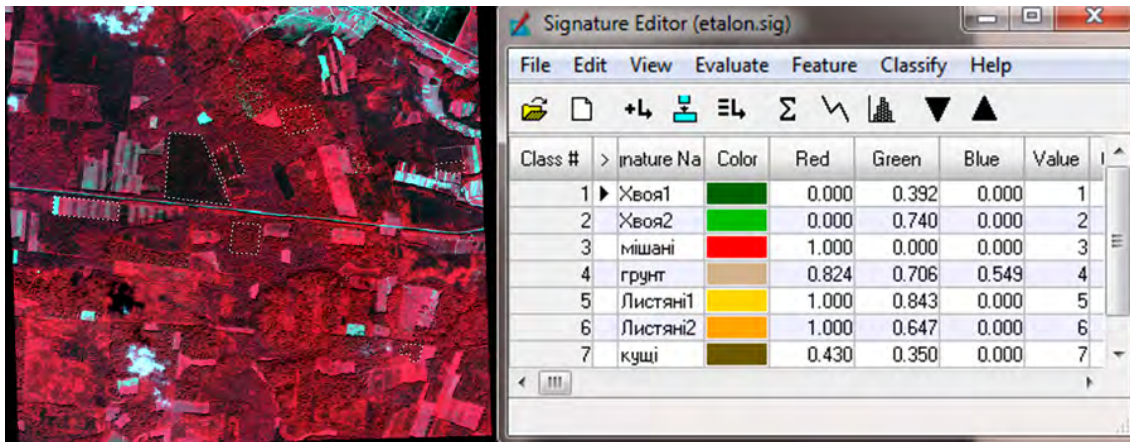 Signature Editor (etalon.sig)
File Edit View Evaluate Feature Classify Help
Class # > ɪnature Na Color Red Green Blue Value
1 Хвоя1 0.000 0.392 0.000 1
2 Хвоя2 0.000 0.740 0.000 2
3 мішані 1.000 0.000 0.000 3
4 грунт 0.824 0.706 0.549 4
5 Листяні1 1.000 0.843 0.000 5
6 Листяні2 1.000 0.647 0.000 6
7 кущі 0.430 0.350 0.000 7